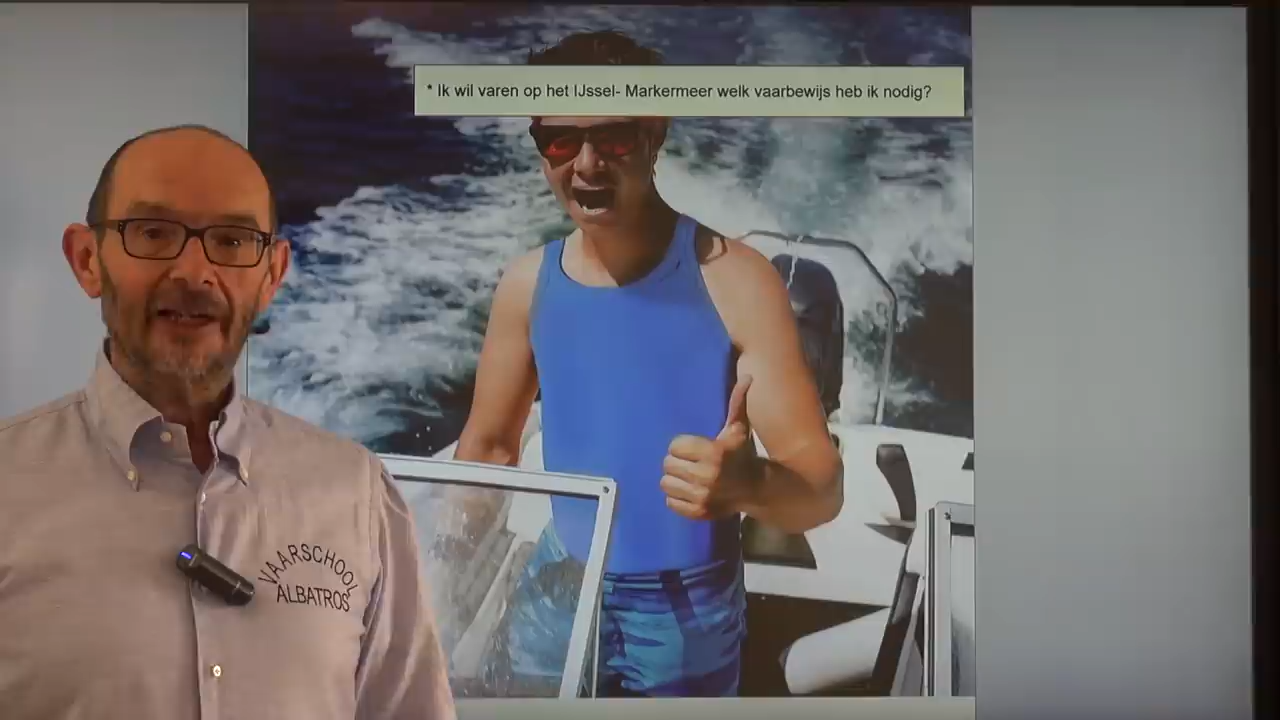 * Ik wil varen op het IJssel- Markermeer welk vaarbewijs heb ik nodig?
VAARSCHOOL
ALBATROS